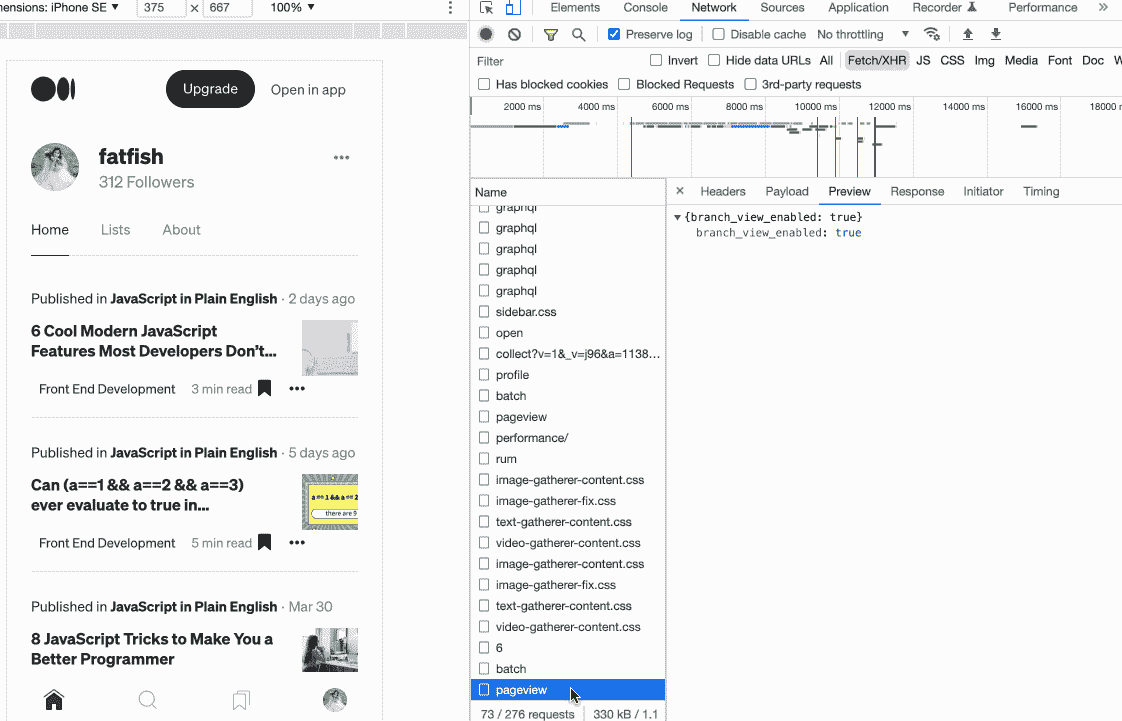 nensions: iPhone SE ▼ 375 × 667 100% ▼
Upgrade Open in app
fatfish
312 Followers
Home Lists About
Published in JavaScript in Plain English · 2 days ago
6 Cool Modern JavaScript
Features Most Developers Don't...
Front End Development 3 min read
Published in JavaScript in Plain English · 5 days ago
Can (a==1 && a==2 && a==3)
ever evaluate to true in...
a == 1 && a == 2
there are 9
Front End Development 5 min read
Published in JavaScript in Plain English · Mar 30
8 JavaScript Tricks to Make You a
Better Programmer
Elements Console Network Sources Application Recorder Performance »
Preserve log Disable cache No throttling
Filter Invert Hide data URLs All Fetch/XHR JS CSS Img Media Font Doc W
Has blocked cookies Blocked Requests 3rd-party requests
2000 ms 4000 ms 6000 ms 8000 ms 10000 ms 12000 ms 14000 ms 16000 ms 18000
Name
graphql
graphql
graphql
graphql
graphql
sidebar.css
open
collect?v=1&_v=j96&a=1138...
profile
batch
pageview
performance/
rum
image-gatherer-content.css
image-gatherer-fix.css
text-gatherer-content.css
video-gatherer-content.css
image-gatherer-content.css
image-gatherer-fix.css
text-gatherer-content.css
video-gatherer-content.css
6
batch
pageview
73 / 276 requests 330 kB / 1.1
× Headers Payload Preview Response Initiator Timing
{branch_view_enabled: true}
branch_view_enabled: true